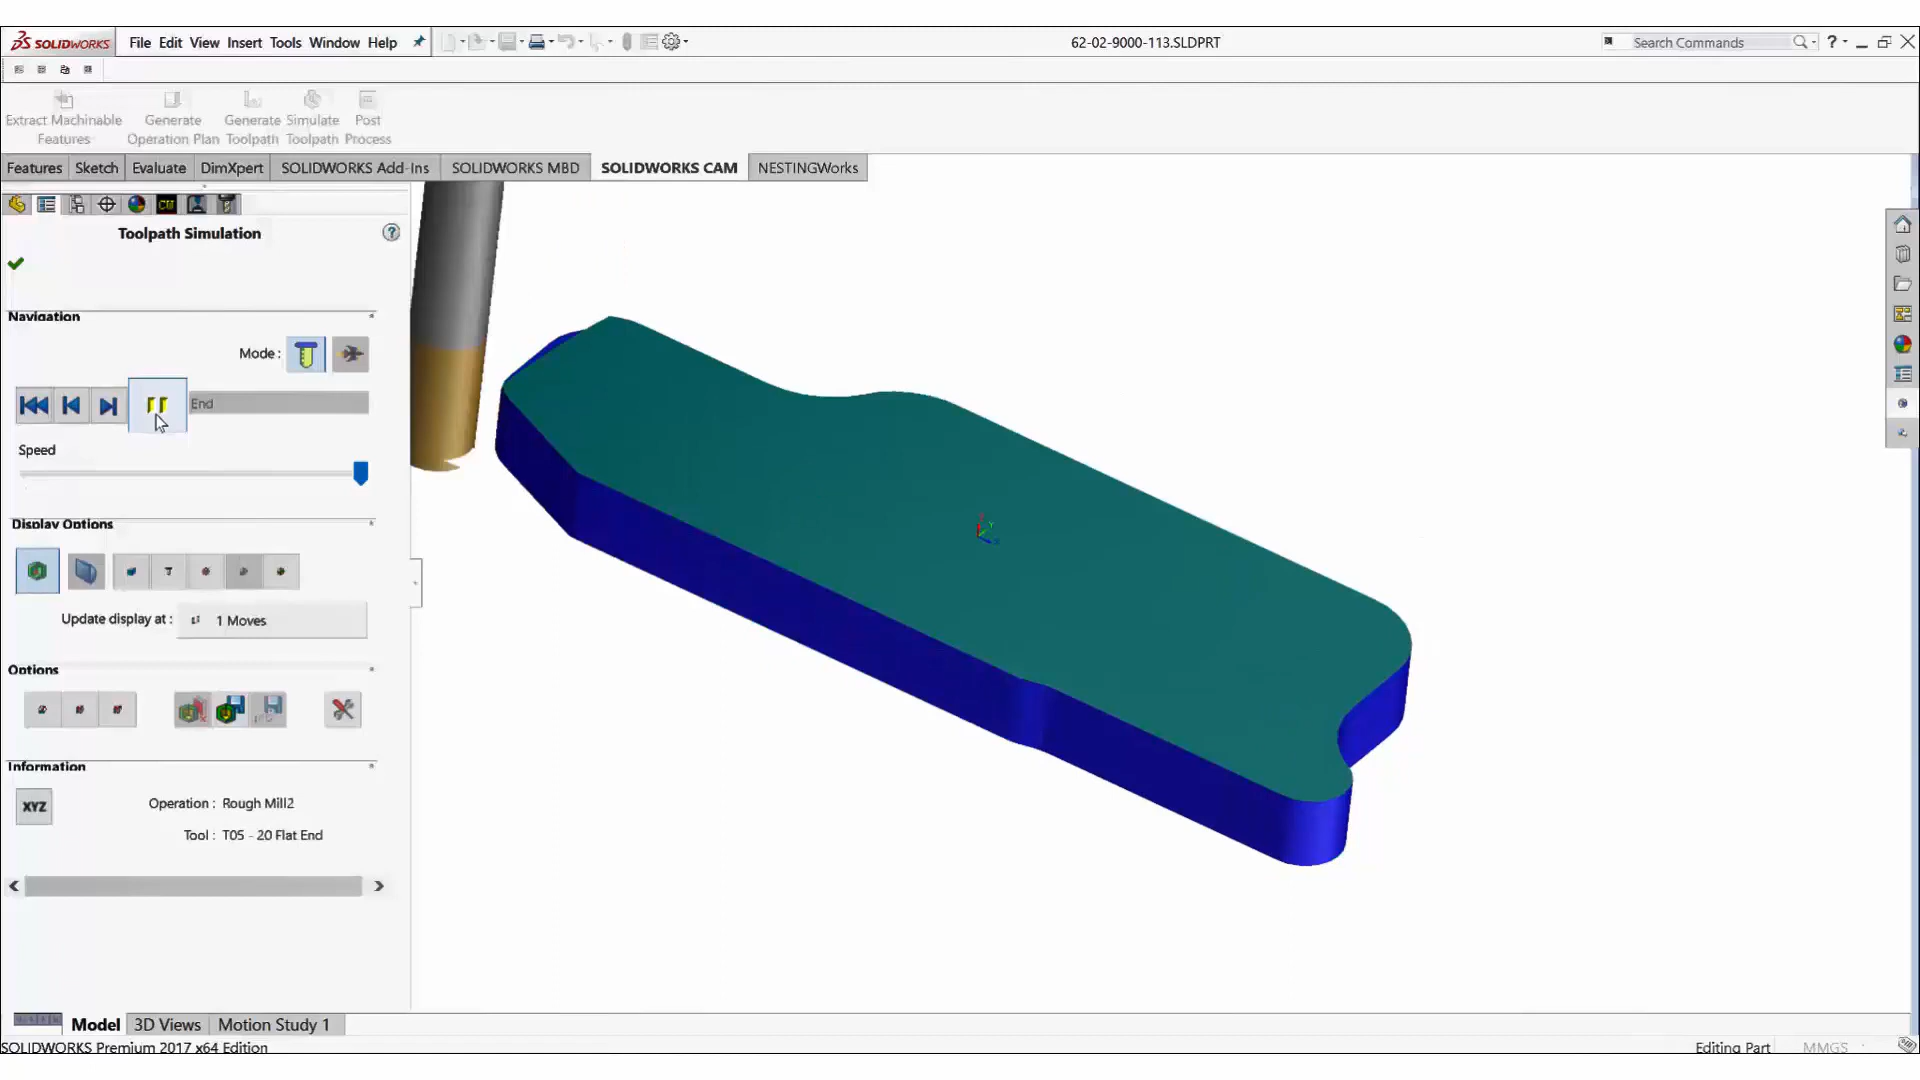 SOLIDWORKS File Edit View Insert Tools Window Help 62-02-9000-113.SLDPRT Search Commands ?
Extract Machinable Features
Generate Operation Plan
Generate Toolpath
Simulate Toolpath
Post Process
Features Sketch Evaluate DimXpert SOLIDWORKS Add-Ins SOLIDWORKS MBD SOLIDWORKS CAM NESTINGWorks
Toolpath Simulation ?
Navigation
Mode :
End
Speed
Display Options
Update display at : 1 Moves
Options
Information
XYZ Operation : Rough Mill2
Tool : T05 - 20 Flat End
Model 3D Views Motion Study 1
SOLIDWORKS Premium 2017 x64 Edition Editing Part MMGS